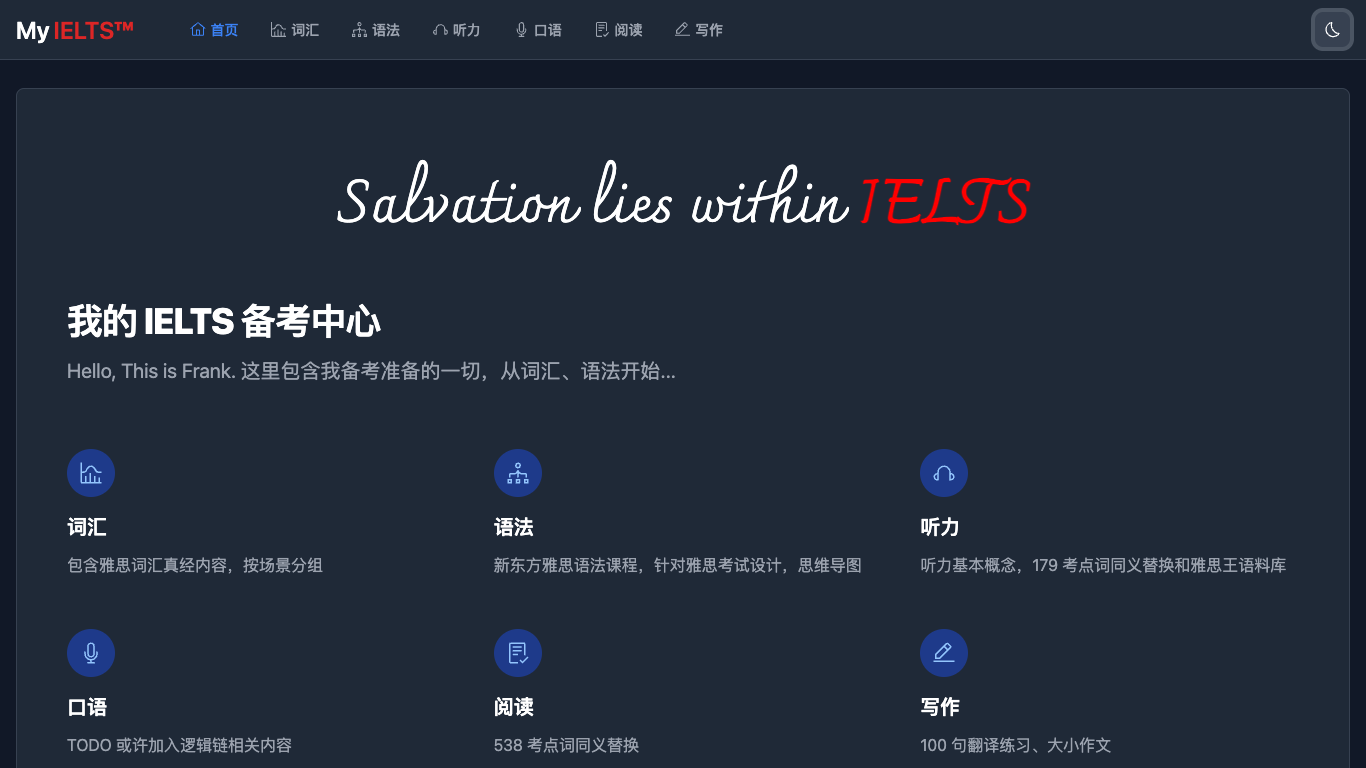 My IELTS™ 首页 词汇 语法 听力 口语 阅读 写作
Salvation lies within IELTS
我的 IELTS 备考中心
Hello, This is Frank. 这里包含我备考准备的一切，从词汇、语法开始...
词汇 语法 听力
包含雅思词汇真经内容，按场景分组 新东方雅思语法课程，针对雅思考试设计，思维导图 听力基本概念，179 考点词同义替换和雅思王语料库
口语 阅读 写作
TODO 或许加入逻辑链相关内容 538 考点词同义替换 100 句翻译练习、大小作文